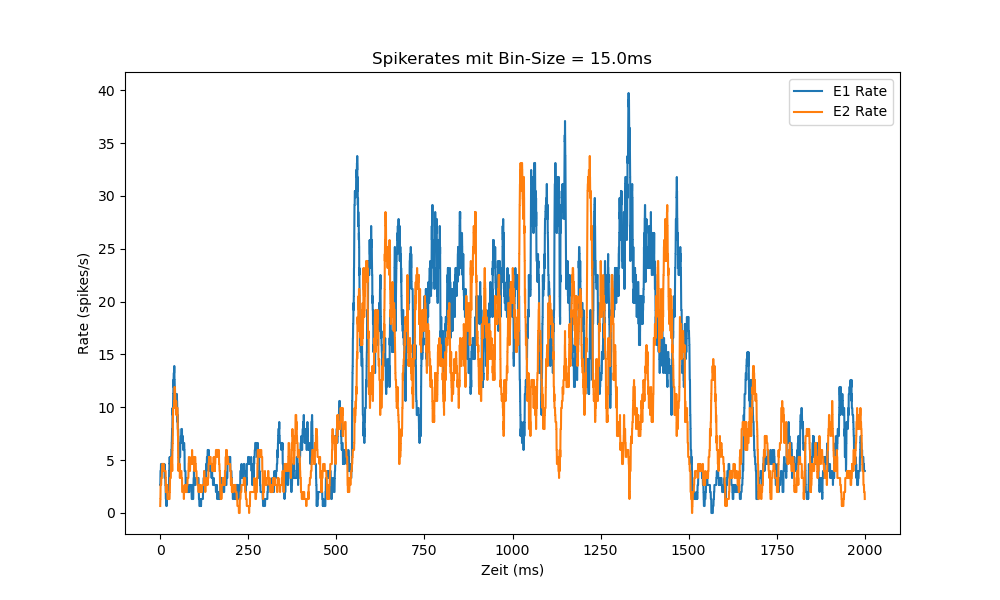 Spikerates mit Bin-Size = 15.0ms
E1 Rate
E2 Rate
40
35
30
25
20
15
10
5
0
Rate (spikes/s)
0 250 500 750 1000 1250 1500 1750 2000
Zeit (ms)